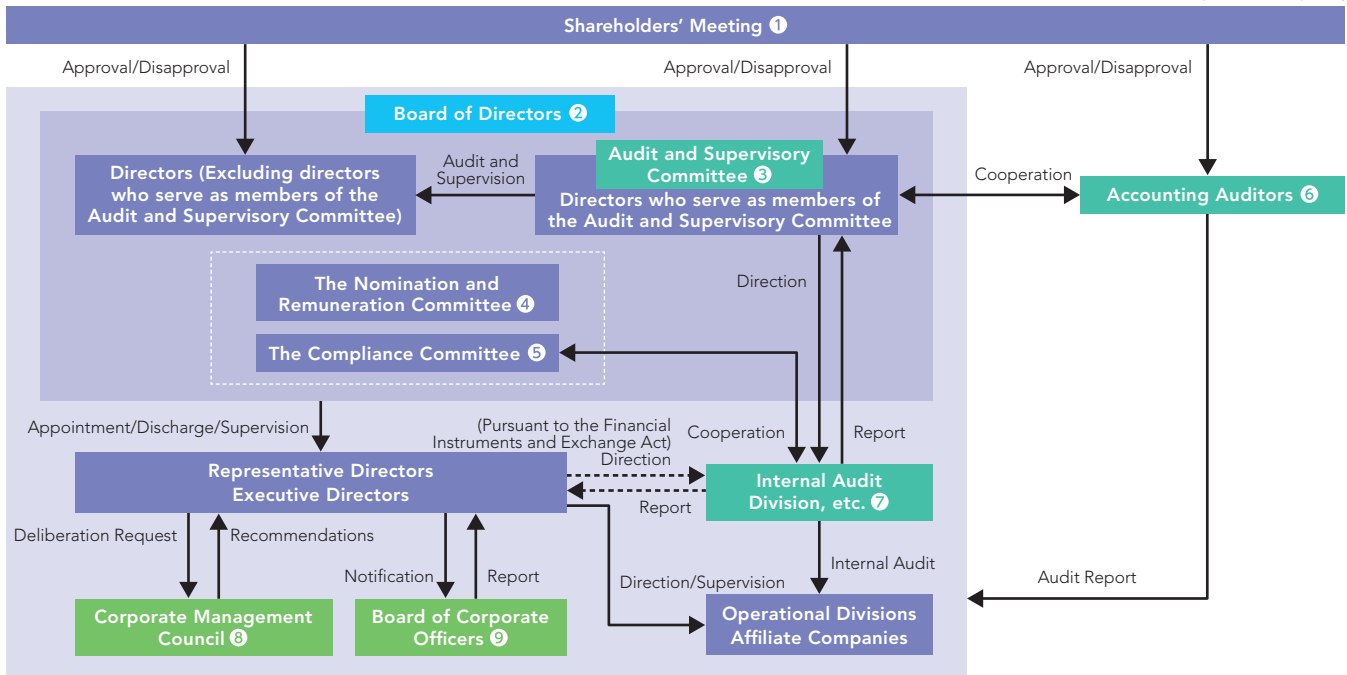 Shareholders' Meeting ❶
Approval/Disapproval
Approval/Disapproval
Approval/Disapproval
Board of Directors ❷
Directors (Excluding directors
who serve as members of the
Audit and Supervisory Committee)
Audit and
Supervision
Audit and Supervisory
Committee ❸
Directors who serve as members of
the Audit and Supervisory Committee
Cooperation
Accounting Auditors ❻
The Nomination and
Remuneration Committee ❹
Direction
The Compliance Committee ❺
Appointment/Discharge/Supervision
(Pursuant to the Financial
Instruments and Exchange Act)
Direction
Cooperation
Report
Representative Directors
Executive Directors
Internal Audit
Division, etc. ❼
Report
Deliberation Request
Recommendations
Notification
Report
Direction/Supervision
Internal Audit
Audit Report
Corporate Management
Council ❽
Board of Corporate
Officers ❾
Operational Divisions
Affiliate Companies